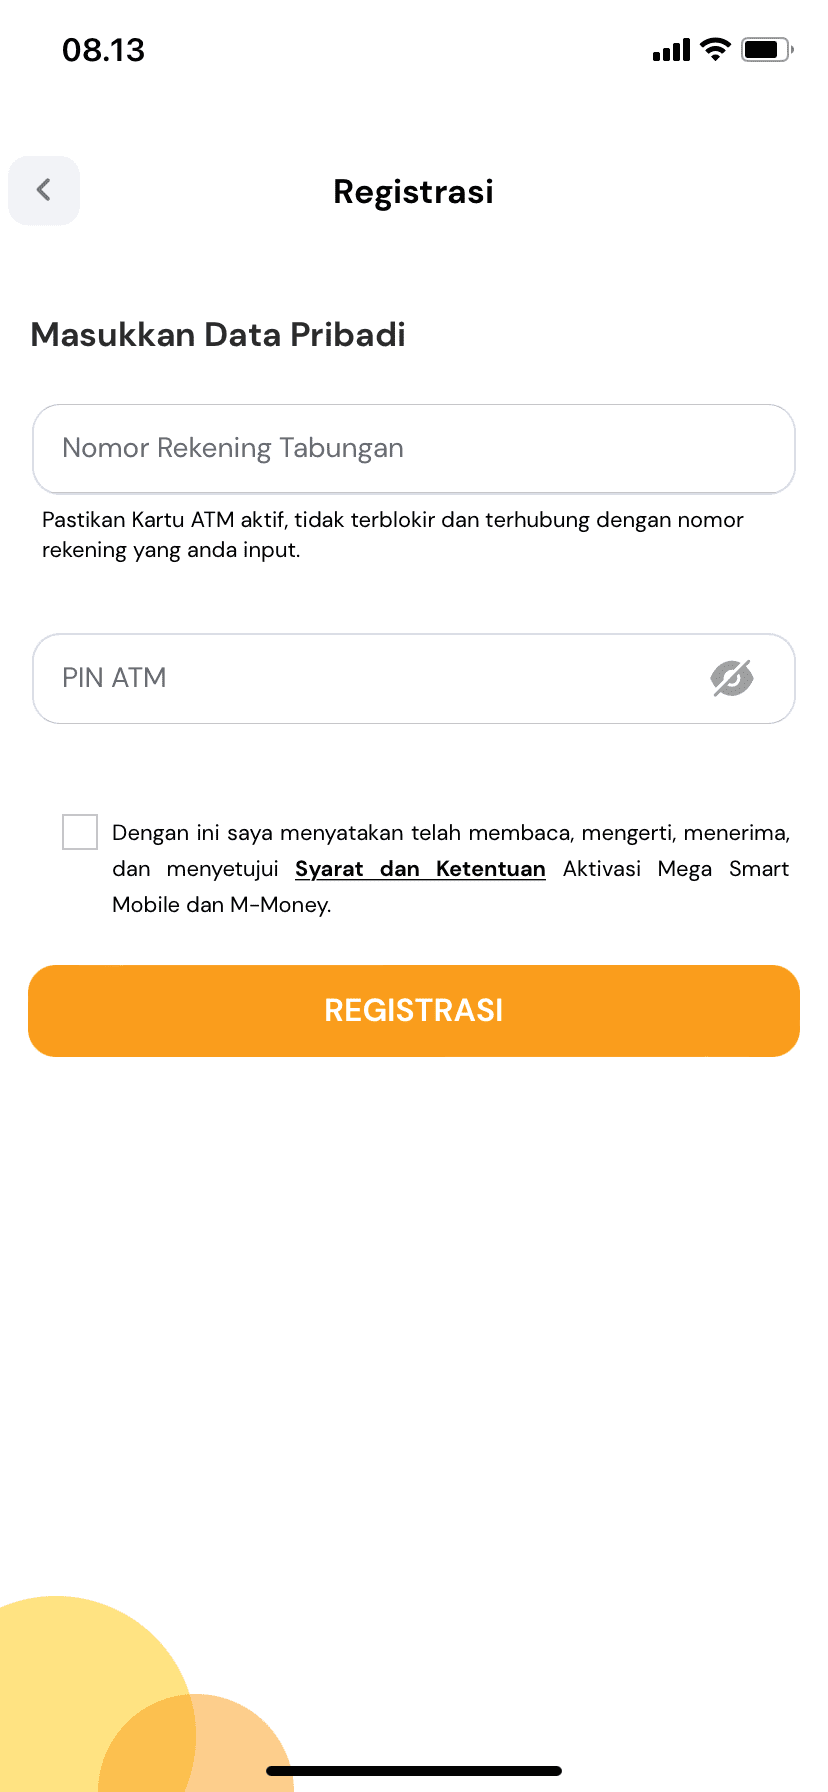 08.13
Registrasi
Masukkan Data Pribadi
Nomor Rekening Tabungan
Pastikan Kartu ATM aktif, tidak terblokir dan terhubung dengan nomor
rekening yang anda input.
PIN ATM
Dengan ini saya menyatakan telah membaca, mengerti, menerima,
dan menyetujui Syarat dan Ketentuan Aktivasi Mega Smart
Mobile dan M-Money.
REGISTRASI